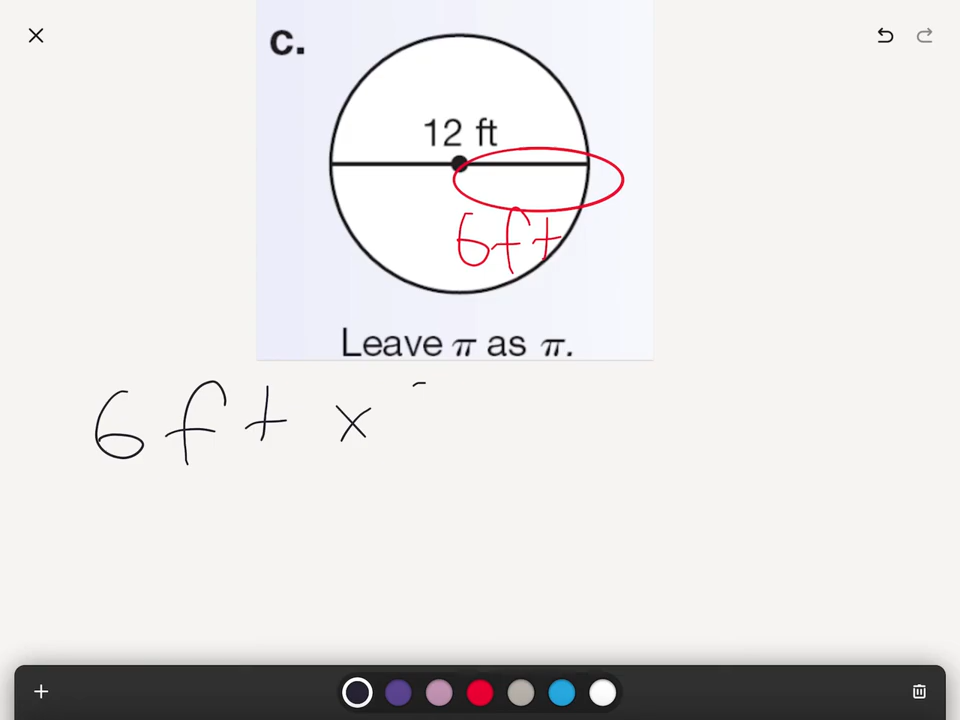 c.
12 ft
6ft
Leave π as π.
6ft x